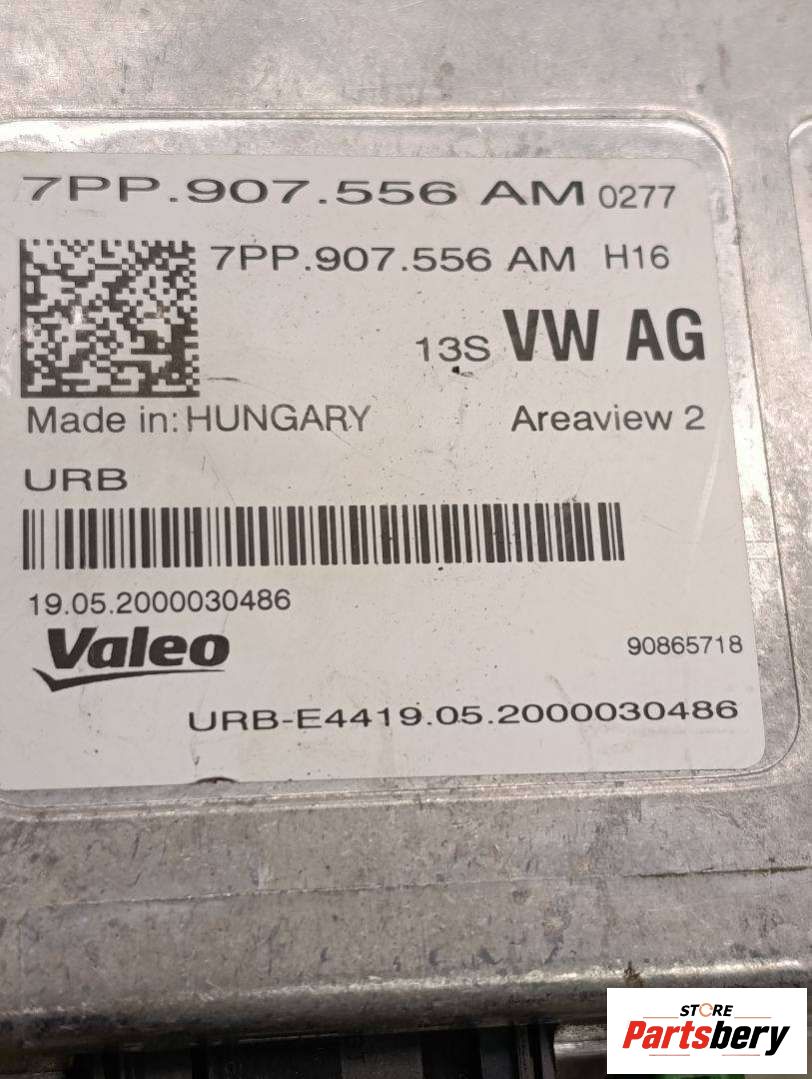 7PP.907.556 AM 0277
7PP.907.556 AM H16
13S VW AG
Made in: HUNGARY Areaview 2
URB
19.05.2000030486
Valeo 90865718
URB-E4419.05.2000030486
STORE
Partsbery